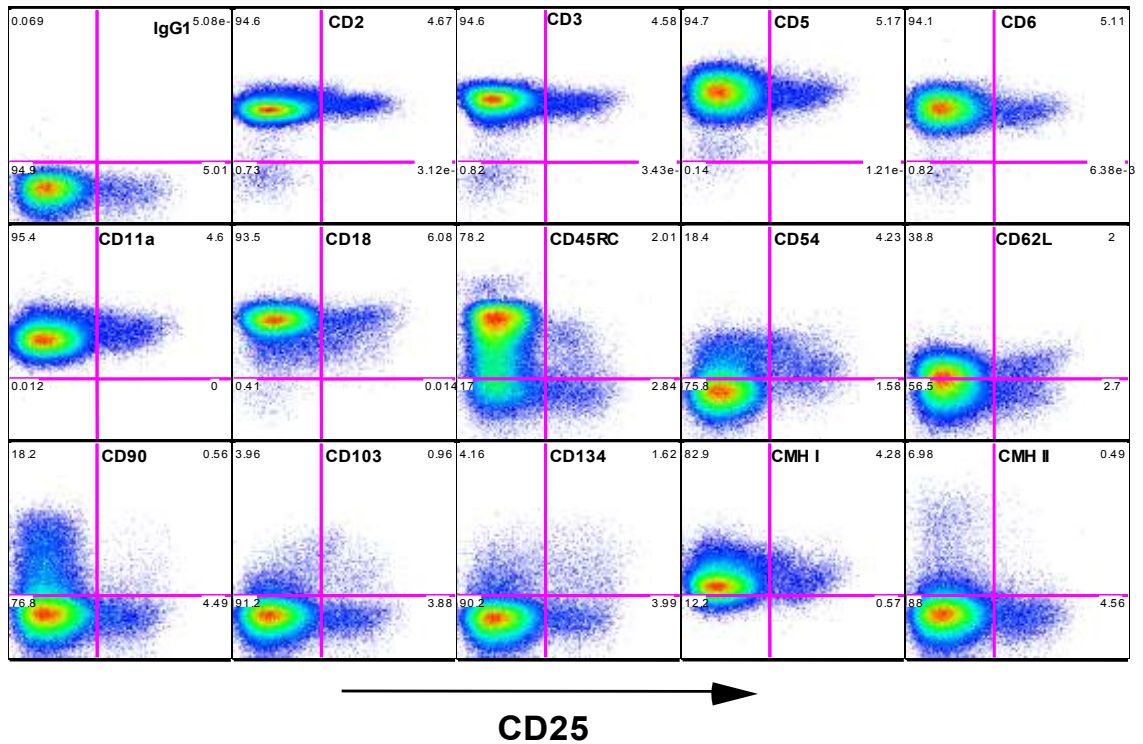 0.069 IgG1 5.08e- 94.6 CD2 4.67 94.6 CD3 4.58 94.7 CD5 5.17 94.1 CD6 5.11
94.9 5.01 0.73 3.12e- 0.82 3.43e- 0.14 1.21e- 0.82 6.38e-3
95.4 CD11a 4.6 93.5 CD18 6.08 78.2 CD45RC 2.01 18.4 CD54 4.23 38.8 CD62L 2
0.012 0 0.41 0.014 17 2.84 75.8 1.58 56.5 2.7
18.2 CD90 0.56 3.96 CD103 0.96 4.16 CD134 1.62 82.9 CMH I 4.28 6.98 CMH II 0.49
76.8 4.49 91.2 3.88 90.2 3.99 12.2 0.57 88 4.56
CD25